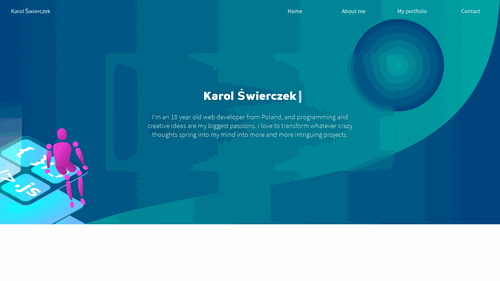 Karol Świerczek
Home
About me
My portfolio
Contact
Karol Świerczek
I'm an 18 year old web developer from Poland, and programming and
creative ideas are my biggest passions. I love to transform whatever crazy
thoughts spring into my mind into more and more intriguing projects.
.js